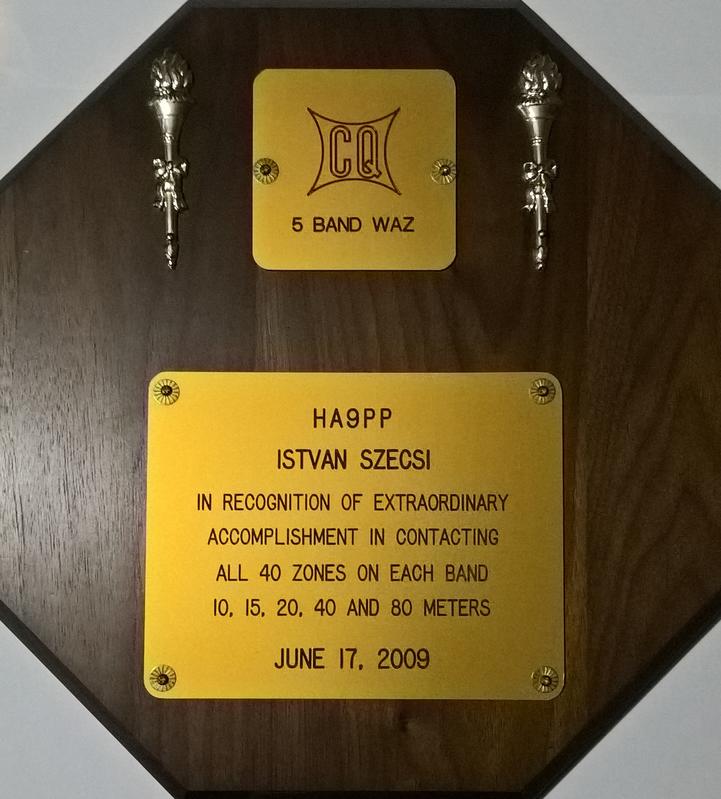 CQ
5 BAND WAZ
HA9PP
ISTVAN SZECSI
IN RECOGNITION OF EXTRAORDINARY
ACCOMPLISHMENT IN CONTACTING
ALL 40 ZONES ON EACH BAND
10, 15, 20, 40 AND 80 METERS
JUNE 17, 2009